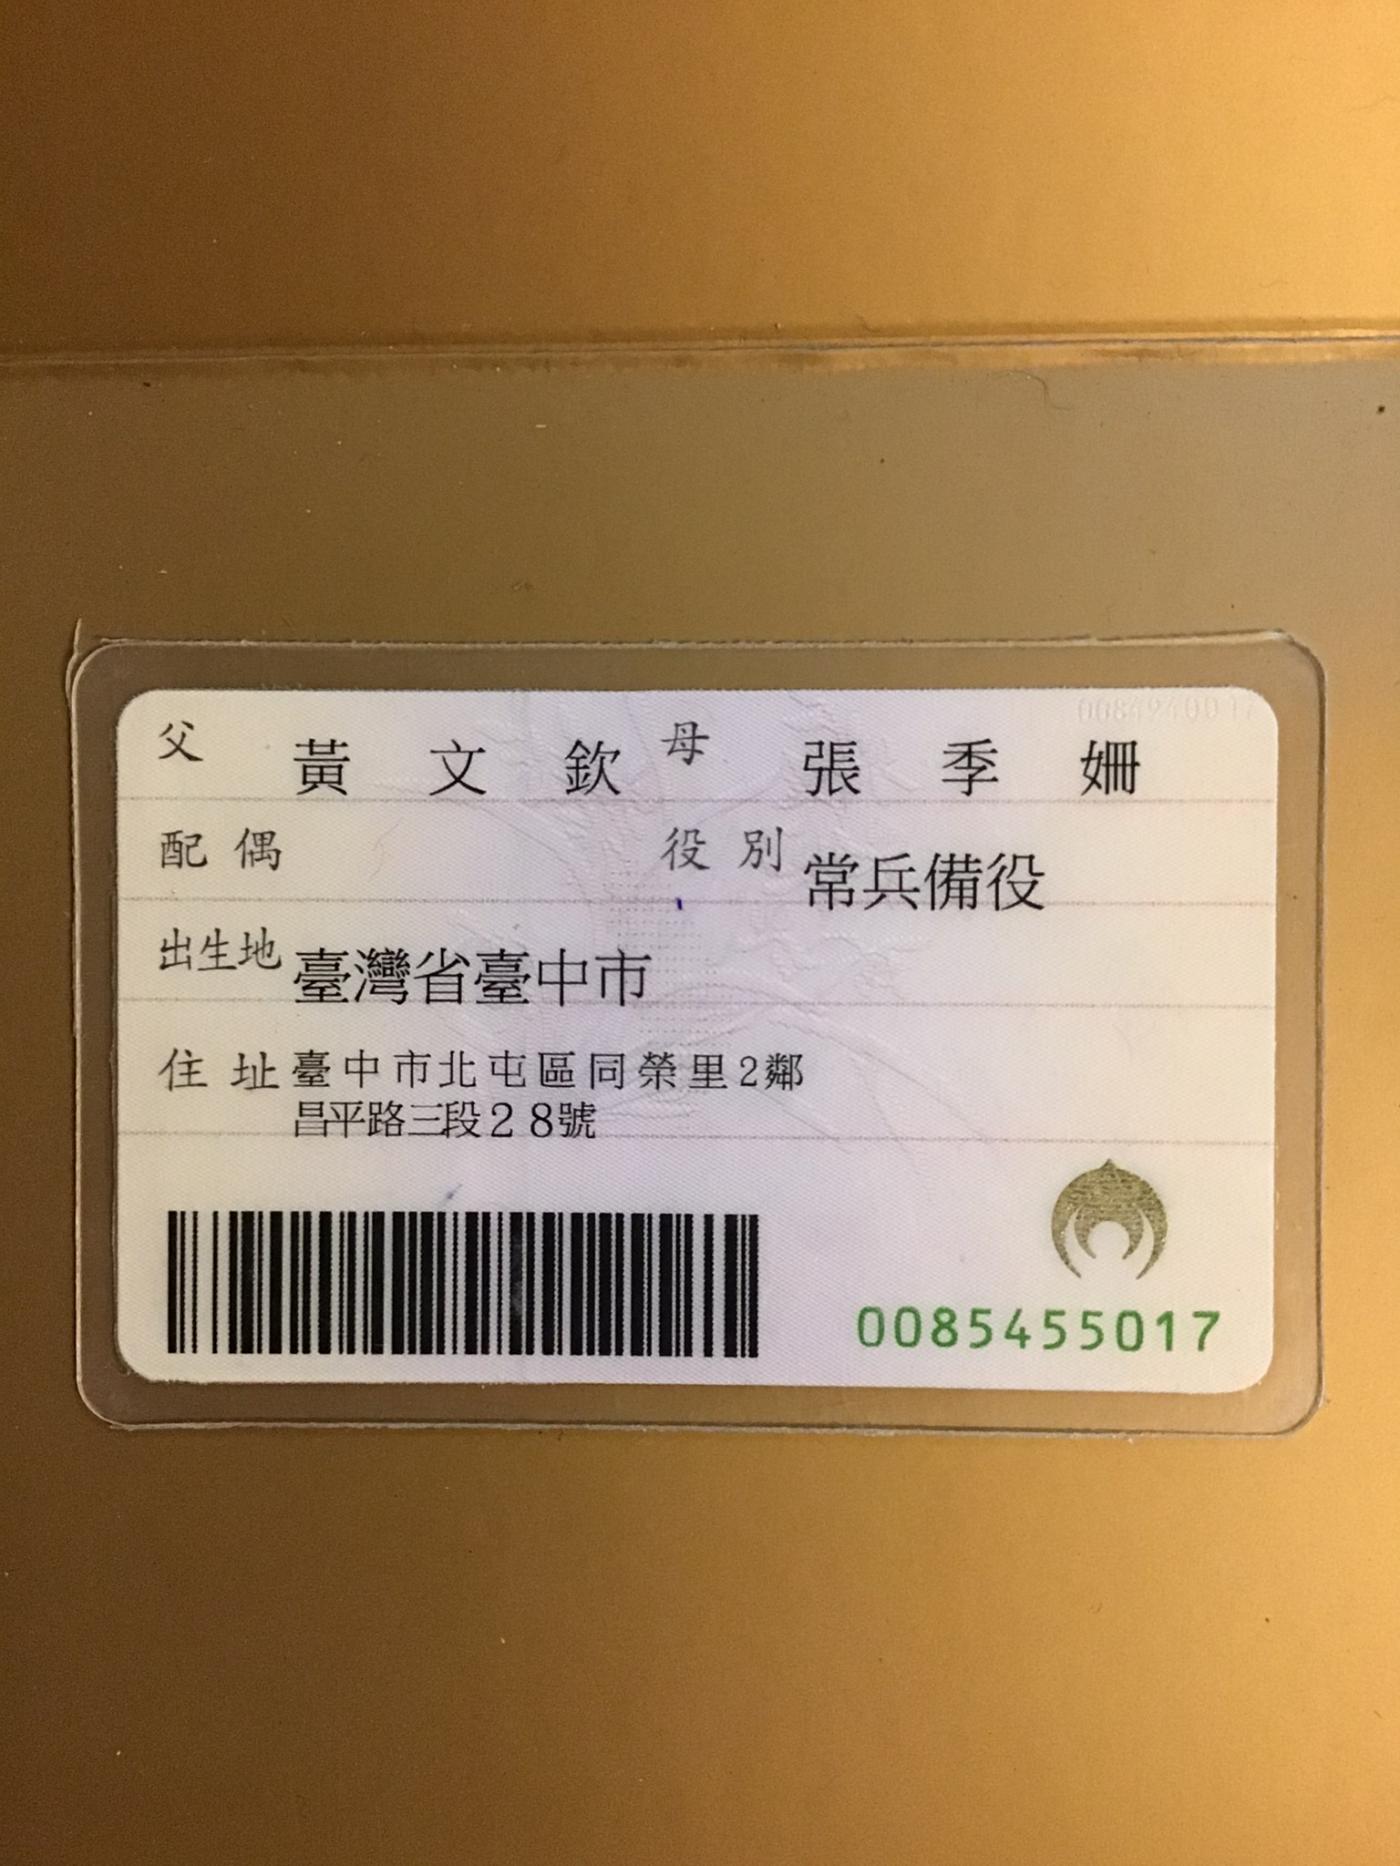 父 黃文欽 母 張季姍
配偶 役別 常兵備役
出生地 臺灣省臺中市
住址 臺中市北屯區同榮里2鄰
昌平路三段28號
0085455017